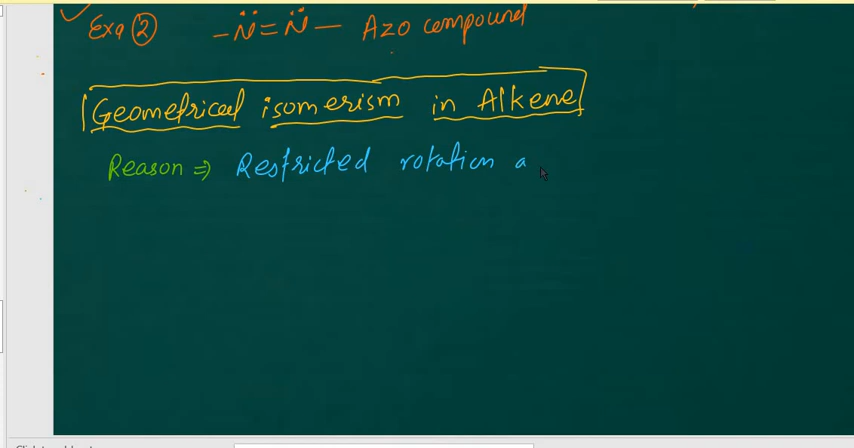 Exa ② -N̈=N̈- Azo compound
Geometrical isomerism in Alkene
Reason ⇒ Restricted rotation a